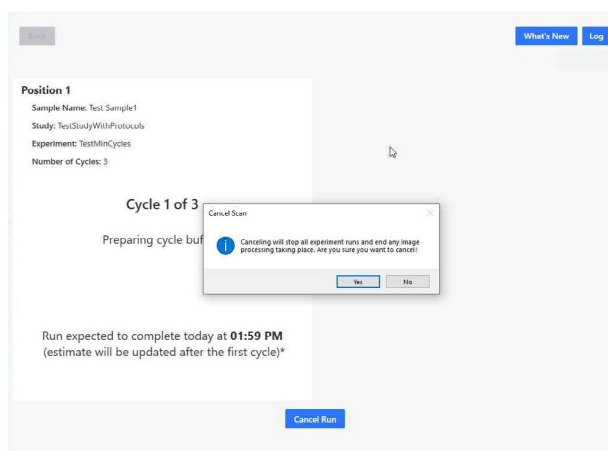 Back
What's New
Log
Position 1
Sample Name: Test Sample1
Study: TestStudyWithProtocols
Experiment: TestMinCycles
Number of Cycles: 3
Cycle 1 of 3
Preparing cycle buf
Cancel Scan
Canceling will stop all experiment runs and end any image
processing taking place. Are you sure you want to cancel?
Yes
No
Run expected to complete today at 01:59 PM
(estimate will be updated after the first cycle)*
Cancel Run